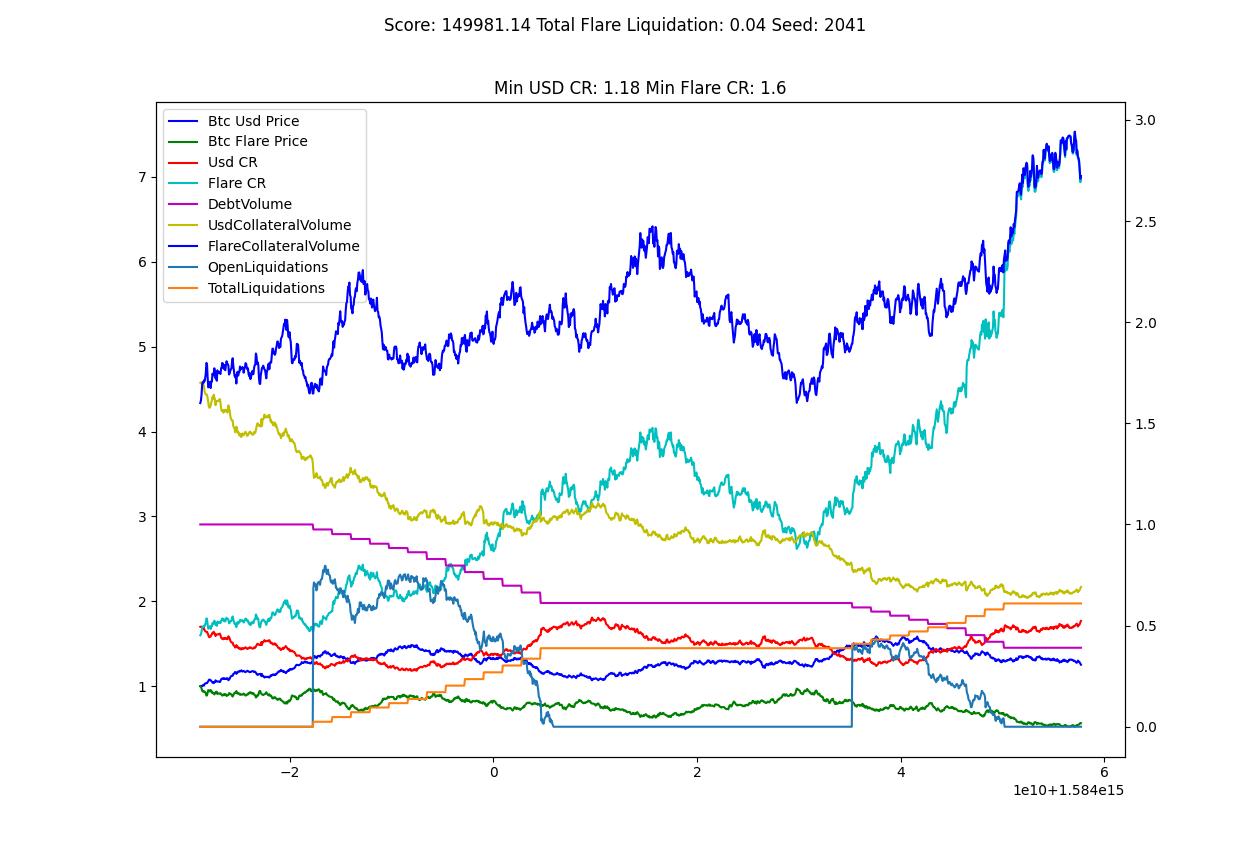 Score: 149981.14 Total Flare Liquidation: 0.04 Seed: 2041
Min USD CR: 1.18 Min Flare CR: 1.6
Btc Usd Price
Btc Flare Price
Usd CR
Flare CR
DebtVolume
UsdCollateralVolume
FlareCollateralVolume
OpenLiquidations
TotalLiquidations
7
6
5
4
3
2
1
3.0
2.5
2.0
1.5
1.0
0.5
0.0
−2 0 2 4 6
1e10+1.584e15